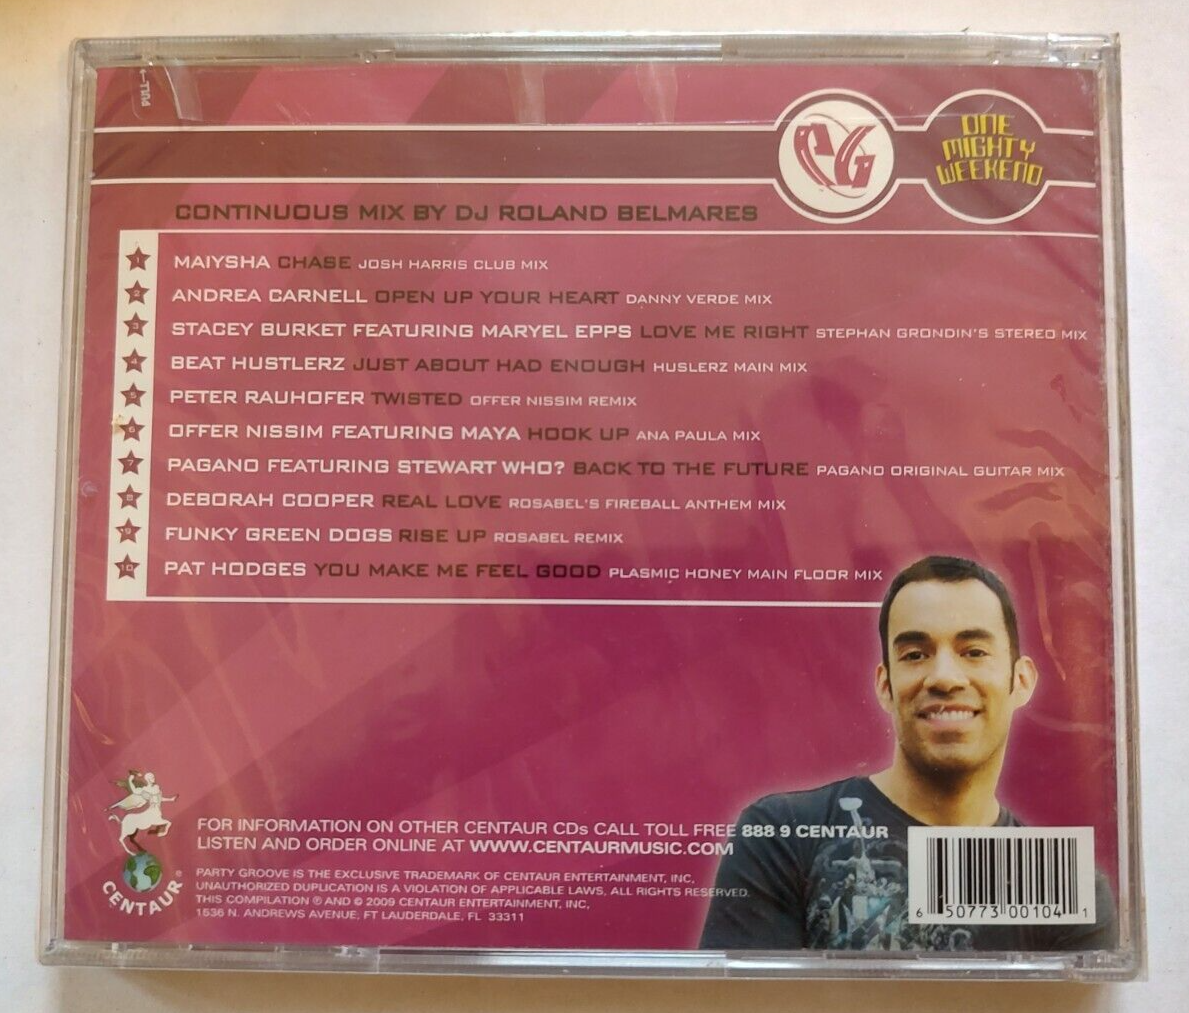 PULL
PG
ONE
MIGHTY
WEEKEND
CONTINUOUS MIX BY DJ ROLAND BELMARES
1 MAIYSHA CHASE JOSH HARRIS CLUB MIX
2 ANDREA CARNELL OPEN UP YOUR HEART DANNY VERDE MIX
3 STACEY BURKET FEATURING MARYEL EPPS LOVE ME RIGHT STEPHAN GRONDIN'S STEREO MIX
4 BEAT HUSTLERZ JUST ABOUT HAD ENOUGH HUSLERZ MAIN MIX
5 PETER RAUHOFER TWISTED OFFER NISSIM REMIX
6 OFFER NISSIM FEATURING MAYA HOOK UP ANA PAULA MIX
7 PAGANO FEATURING STEWART WHO? BACK TO THE FUTURE PAGANO ORIGINAL GUITAR MIX
8 DEBORAH COOPER REAL LOVE ROSABEL'S FIREBALL ANTHEM MIX
9 FUNKY GREEN DOGS RISE UP ROSABEL REMIX
10 PAT HODGES YOU MAKE ME FEEL GOOD PLASMIC HONEY MAIN FLOOR MIX
FOR INFORMATION ON OTHER CENTAUR CDs CALL TOLL FREE 888 9 CENTAUR
LISTEN AND ORDER ONLINE AT WWW.CENTAURMUSIC.COM
PARTY GROOVE IS THE EXCLUSIVE TRADEMARK OF CENTAUR ENTERTAINMENT, INC.
UNAUTHORIZED DUPLICATION IS A VIOLATION OF APPLICABLE LAWS, ALL RIGHTS RESERVED.
THIS COMPILATION ℗ AND © 2009 CENTAUR ENTERTAINMENT, INC,
1536 N. ANDREWS AVENUE, FT LAUDERDALE, FL 33311
CENTAUR®
6 50773 00104 1